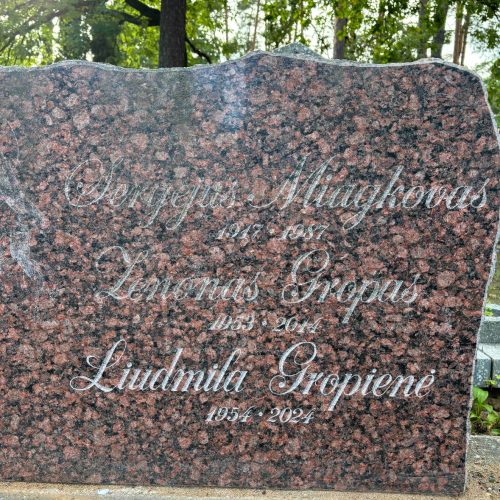 Sergejus Miagkovas
1947 • 1987
Zenonas Gropas
1953 • 2014
Liudmila Gropienė
1954 • 2024